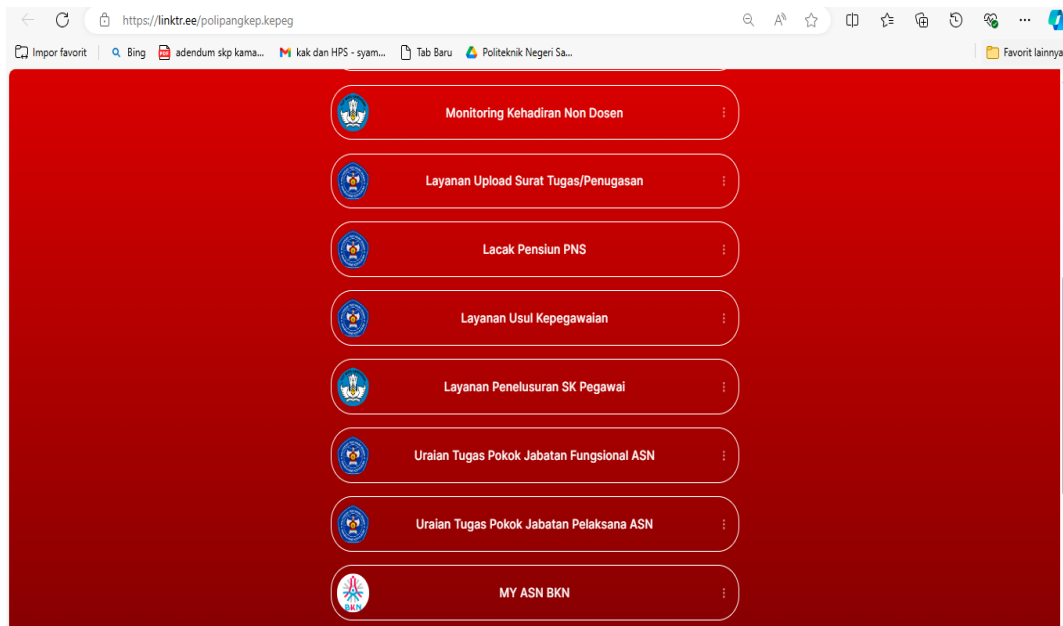 https://linktr.ee/polipangkep.kepeg
Impor favorit
Bing
adendum skp kama...
kak dan HPS - syam...
Tab Baru
Politeknik Negeri Sa...
Favorit lainnya
Monitoring Kehadiran Non Dosen
Layanan Upload Surat Tugas/Penugasan
Lacak Pensiun PNS
Layanan Usul Kepegawaian
Layanan Penelusuran SK Pegawai
Uraian Tugas Pokok Jabatan Fungsional ASN
Uraian Tugas Pokok Jabatan Pelaksana ASN
BKN
MY ASN BKN